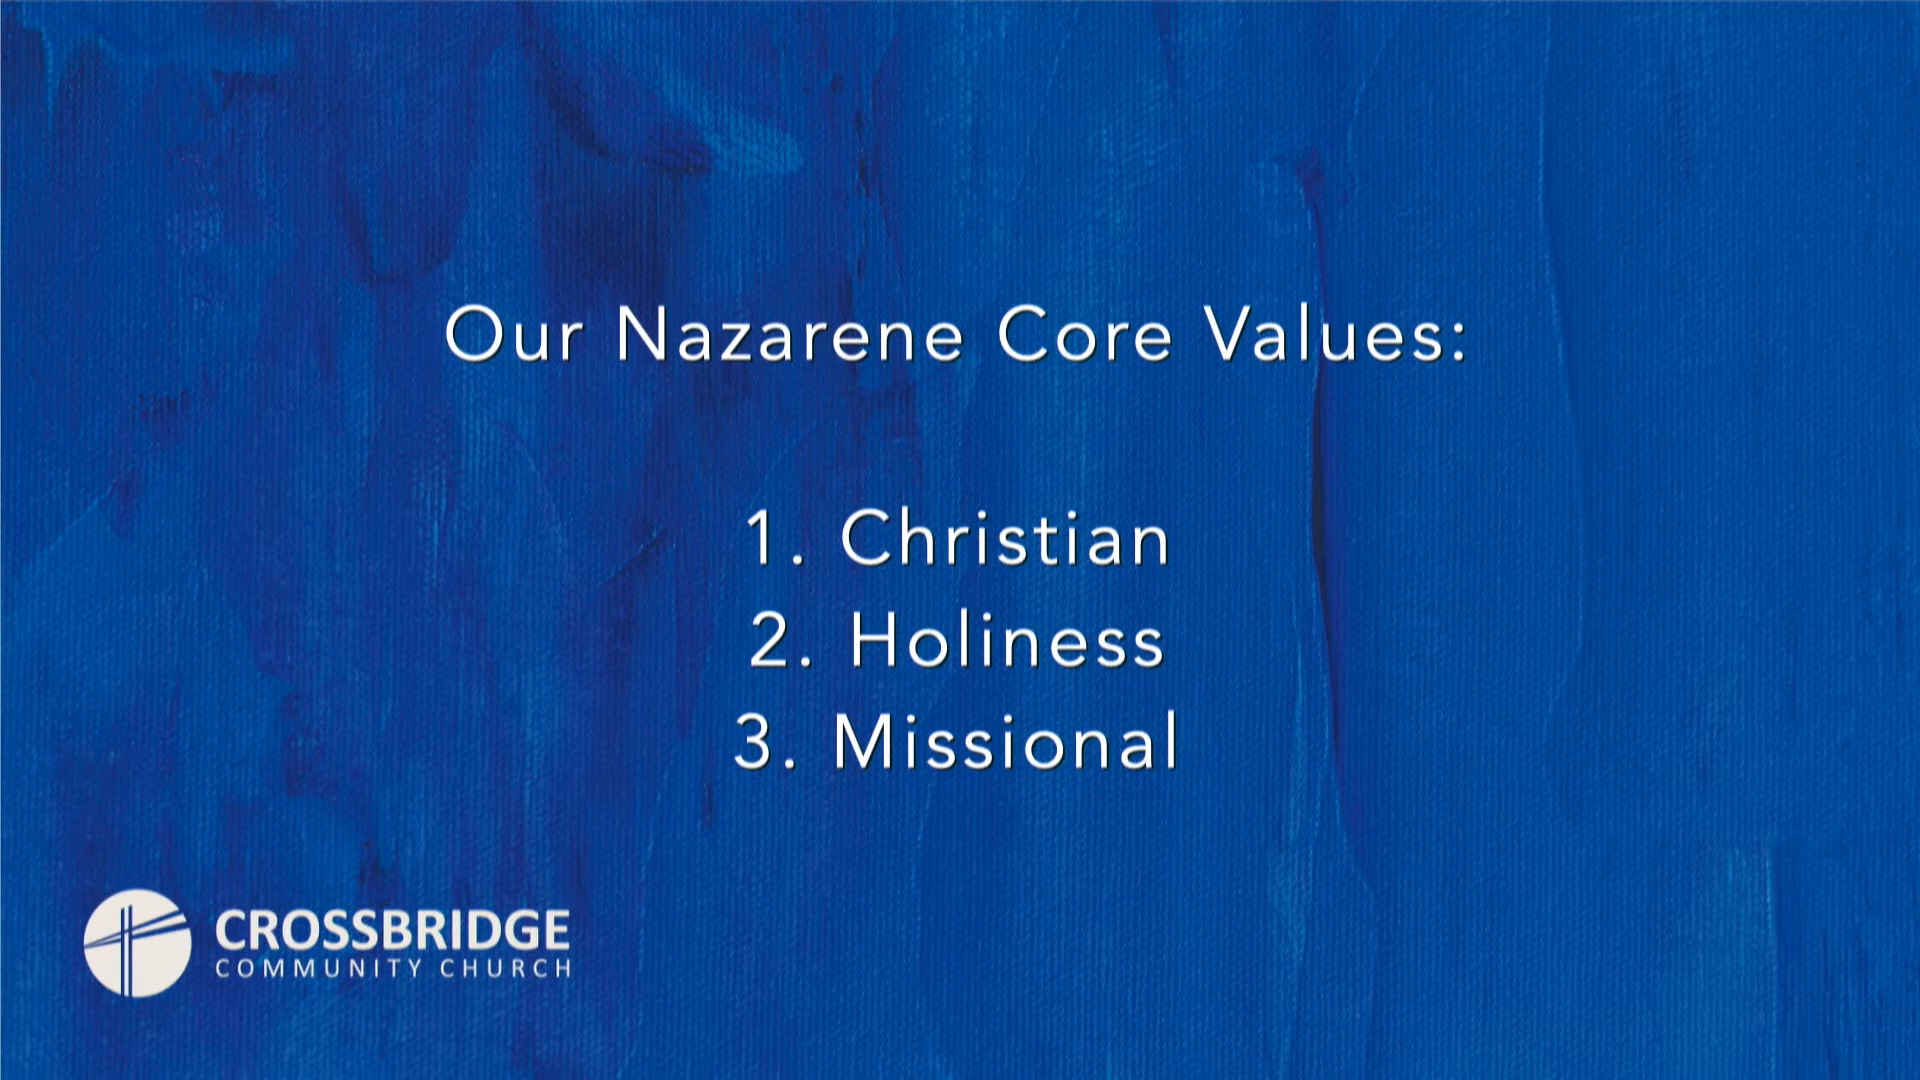 Our Nazarene Core Values:
1. Christian
2. Holiness
3. Missional
CROSSBRIDGE
COMMUNITY CHURCH